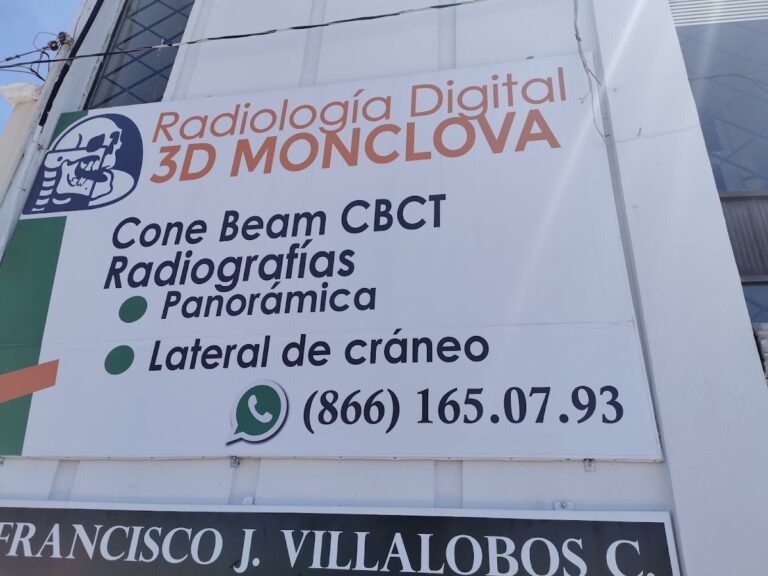 Radiología Digital
3D MONCLOVA
Cone Beam CBCT
Radiografías
Panorámica
Lateral de cráneo
(866) 165.07.93
FRANCISCO J. VILLALOBOS C.